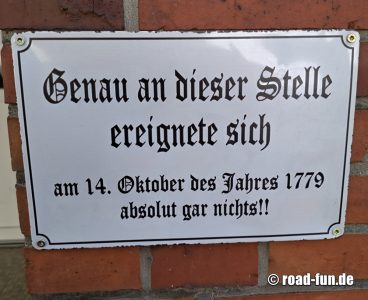 Genau an dieser Stelle
ereignete sich
am 14. Oktober des Jahres 1779
absolut gar nichts!!
© road-fun.de